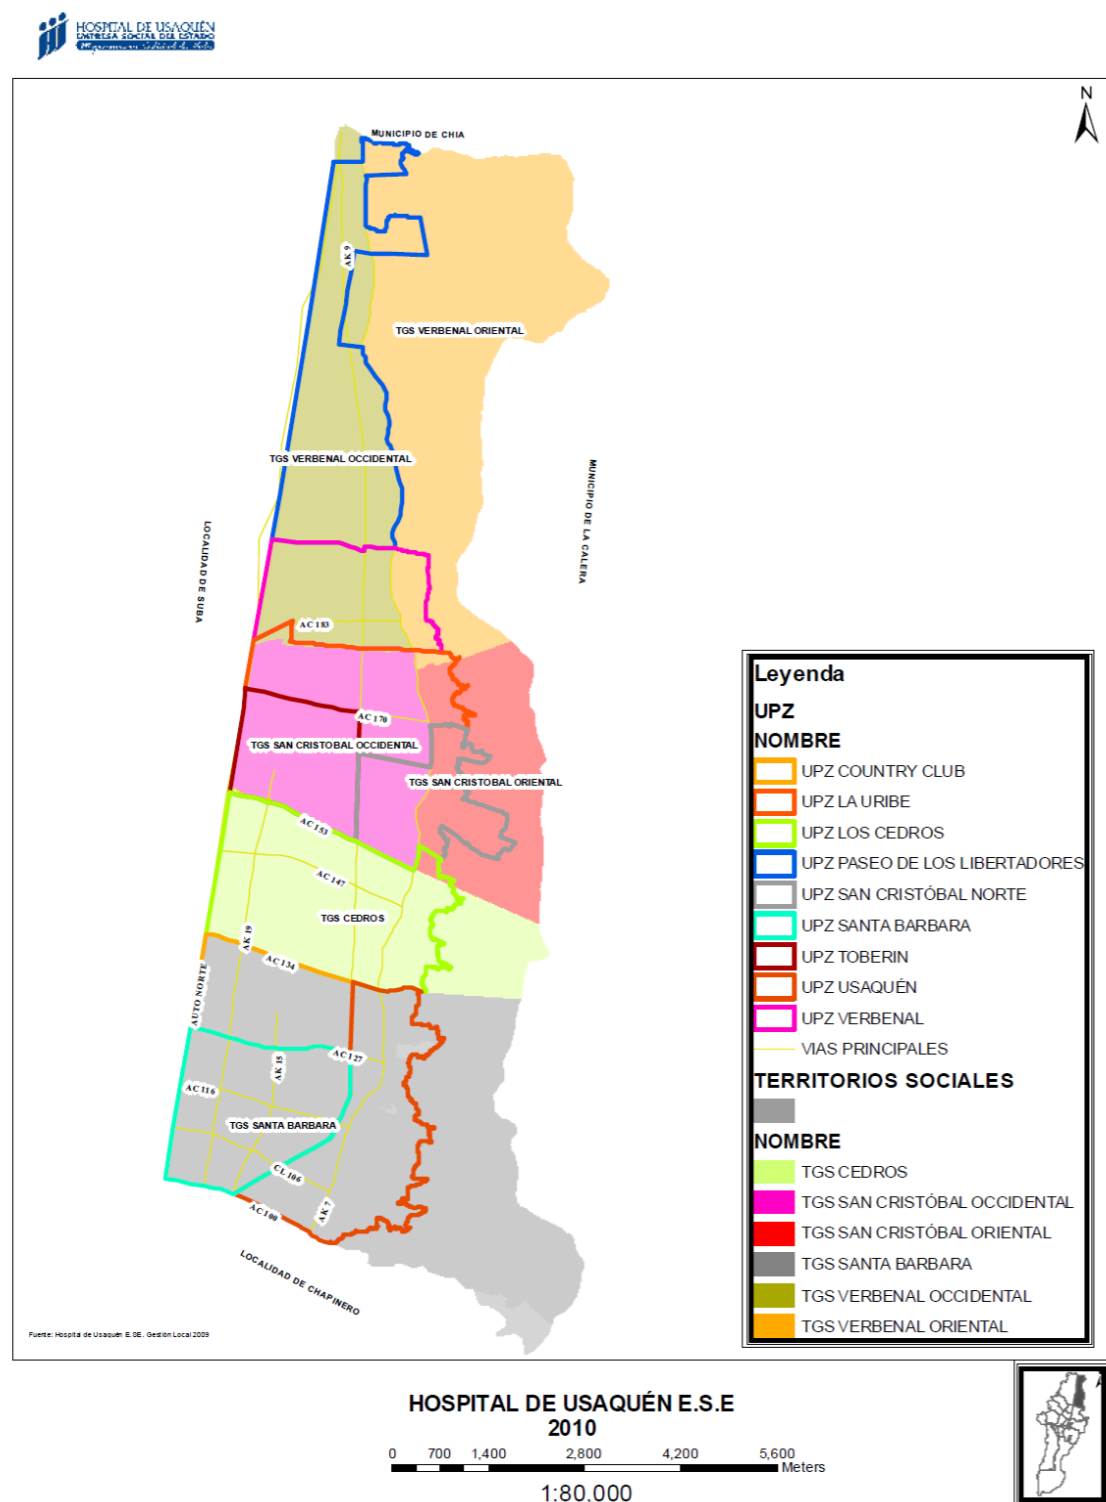 HOSPITAL DE USAQUÉN
EMPRESA SOCIAL DEL ESTADO
N
MUNICIPIO DE CHIA
AK 9
TGS VERBENAL ORIENTAL
TGS VERBENAL OCCIDENTAL
MUNICIPIO DE LA CALERA
LOCALIDAD DE SUBA
AC 183
AC 170
TGS SAN CRISTOBAL OCCIDENTAL
TGS SAN CRISTOBAL ORIENTAL
AC 153
AC 147
TGS CEDROS
AK 19
AC 134
AUTO NORTE
AC 127
AK 15
AC 116
TGS SANTA BARBARA
CL 106
AK 7
AC 100
LOCALIDAD DE CHAPINERO
Fuente: Hospital de Usaquén E.0E. Gestión Local 2009
Leyenda
UPZ
NOMBRE
UPZ COUNTRY CLUB
UPZ LA URIBE
UPZ LOS CEDROS
UPZ PASEO DE LOS LIBERTADORES
UPZ SAN CRISTÓBAL NORTE
UPZ SANTA BARBARA
UPZ TOBERIN
UPZ USAQUÉN
UPZ VERBENAL
VIAS PRINCIPALES
TERRITORIOS SOCIALES
NOMBRE
TGS CEDROS
TGS SAN CRISTÓBAL OCCIDENTAL
TGS SAN CRISTÓBAL ORIENTAL
TGS SANTA BARBARA
TGS VERBENAL OCCIDENTAL
TGS VERBENAL ORIENTAL
HOSPITAL DE USAQUÉN E.S.E
2010
0 700 1,400 2,800 4,200 5,600
Meters
1:80.000